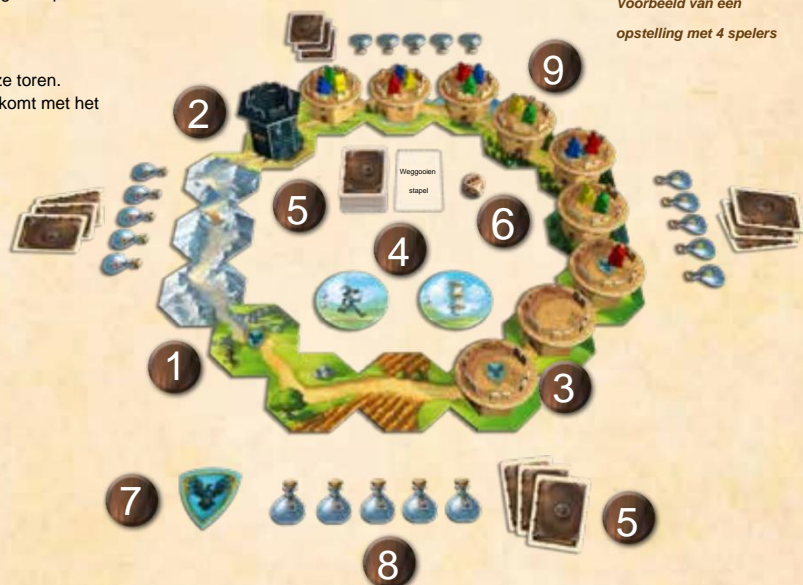 Voorbeeld van een
opstelling met 4 spelers
ze toren.
komt met het
9
2
Weggooien
stapel
5
6
4
1
3
7
5
8